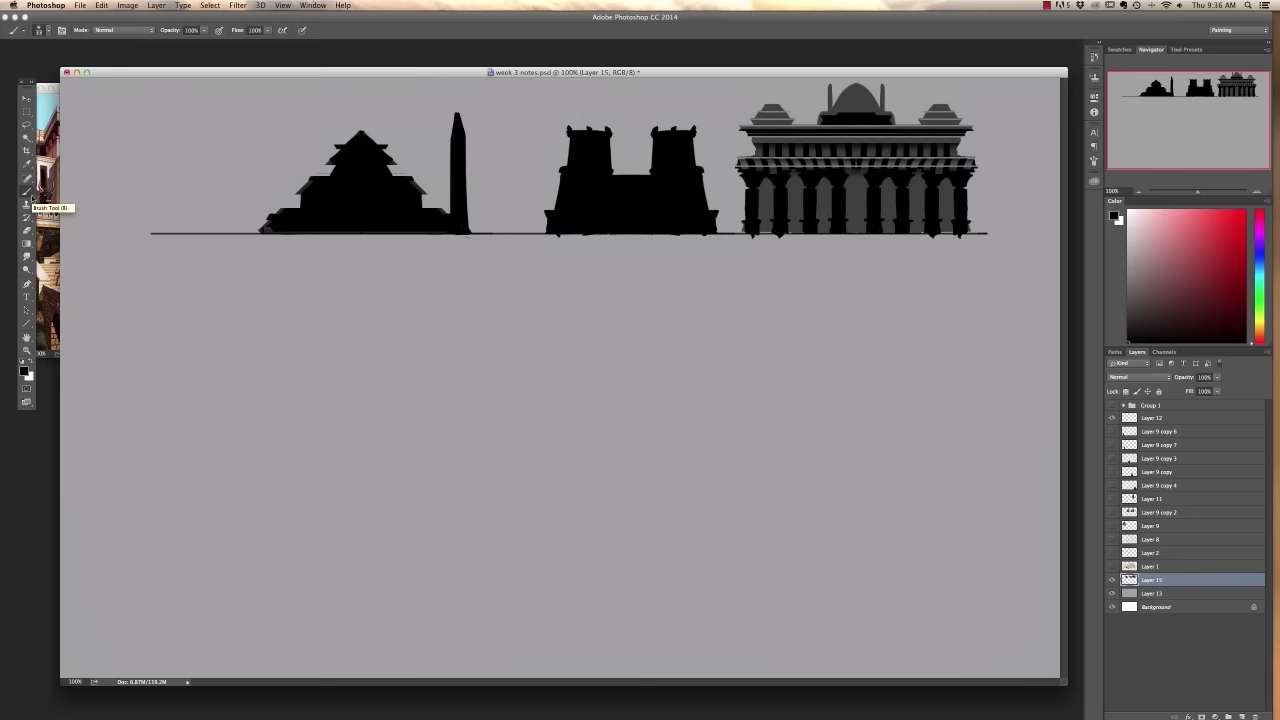 Photoshop File Edit Image Layer Type Select Filter 3D View Window Help
5
Thu 9:36 AM
Adobe Photoshop CC 2014
33
Mode: Normal Opacity: 100% Flow: 100%
Painting
week 3 notes.psd @ 100% (Layer 15, RGB/8) *
Swatches Navigator Tool Presets
100%
Color
Brush Tool (B)
Paths Layers Channels
Kind
Normal Opacity: 100%
Lock: Fill: 100%
Group 1
Layer 12
Layer 9 copy 6
Layer 9 copy 7
Layer 9 copy 3
Layer 9 copy
Layer 9 copy 4
Layer 11
Layer 9 copy 2
Layer 9
Layer 8
Layer 2
Layer 1
Layer 15
Layer 13
Background
100% Doc: 6.87M/119.2M